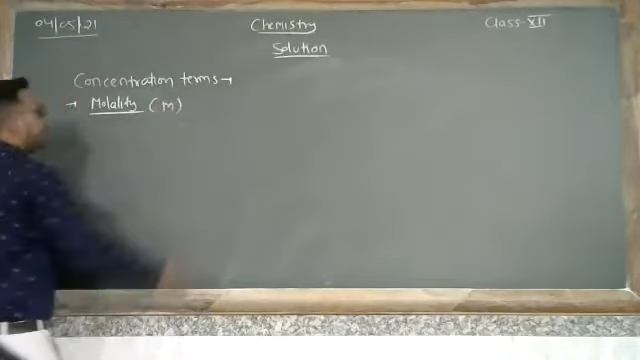 04/05/21 Chemistry Class-XII
Solution
Concentration terms →
→ Molality (m)